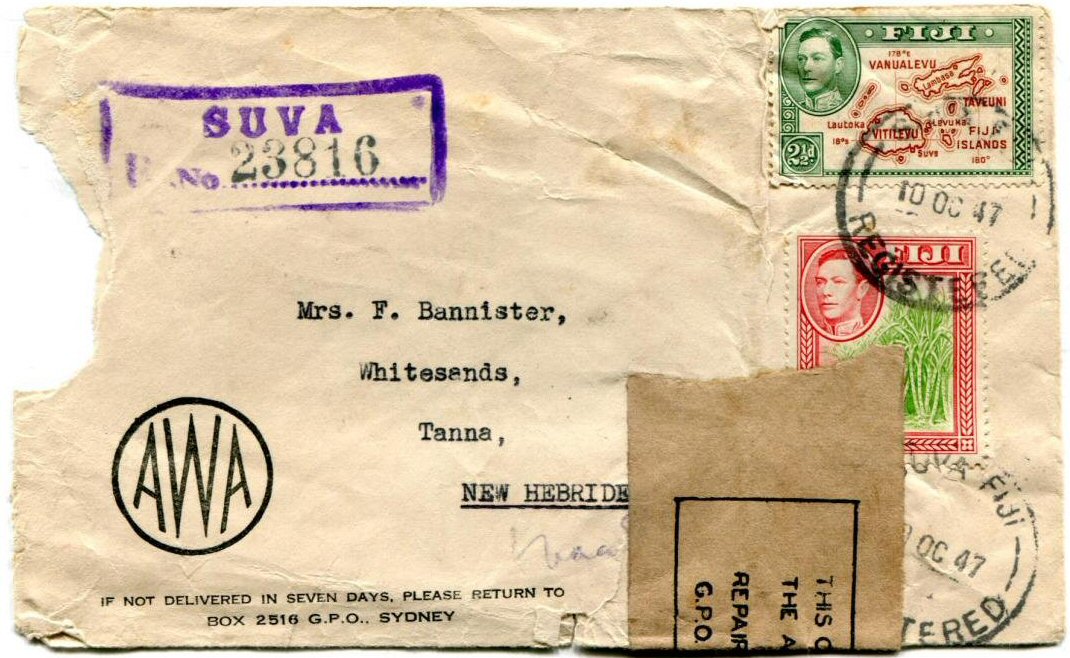 SUVA
R. No. 23816
FIJI
178°E
VANUALEVU
Lambasa
TAVEUNI
Lautoka
LEVUKA
VITILEVU
FIJI
18°S
Suva
ISLANDS
180°
2½d
10 OC 47
REGISTERED
FIJI
Mrs. F. Bannister,
Whitesands,
Tanna,
NEW HEBRIDE
AWA
SUVA FIJI
OC 47
TERED
THIS C
THE A
REPAIR
G.P.O.
IF NOT DELIVERED IN SEVEN DAYS, PLEASE RETURN TO
BOX 2516 G.P.O., SYDNEY